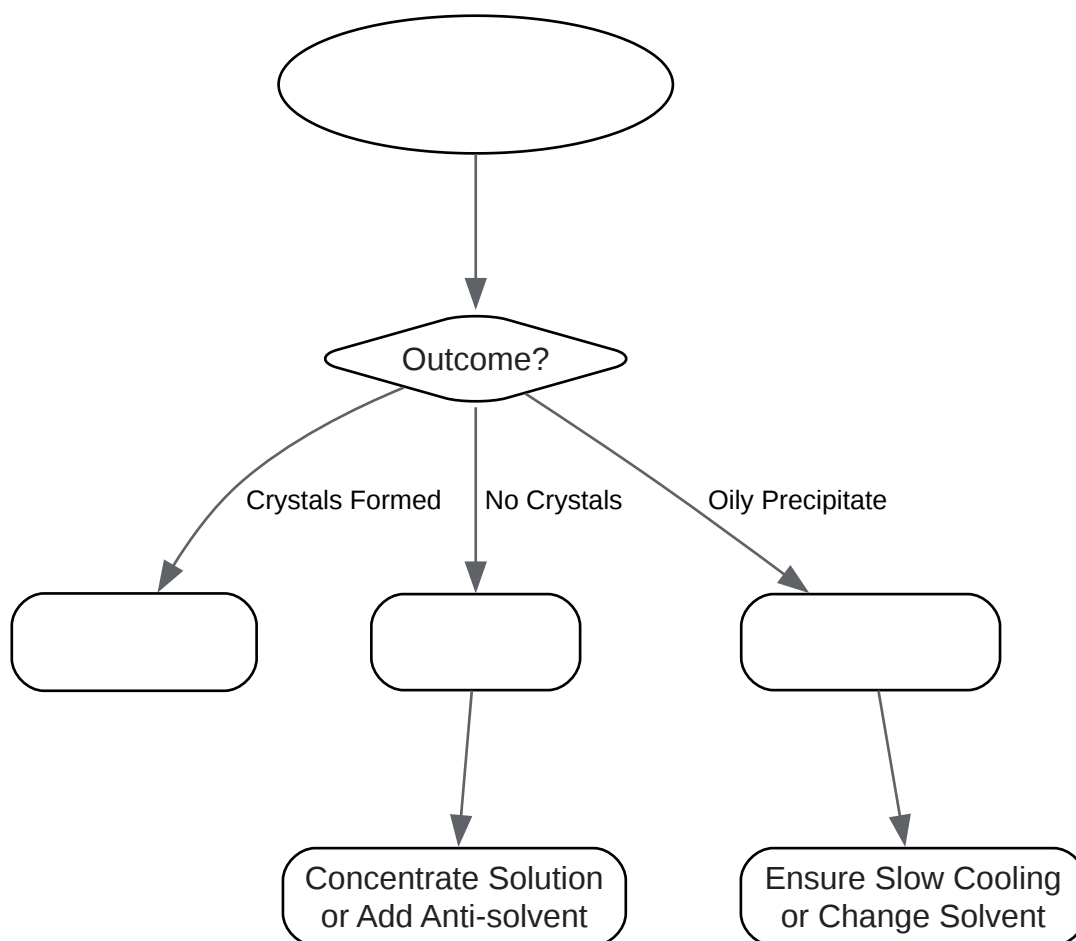 Outcome?
Crystals Formed
No Crystals
Oily Precipitate
Concentrate Solution
or Add Anti-solvent
Ensure Slow Cooling
or Change Solvent